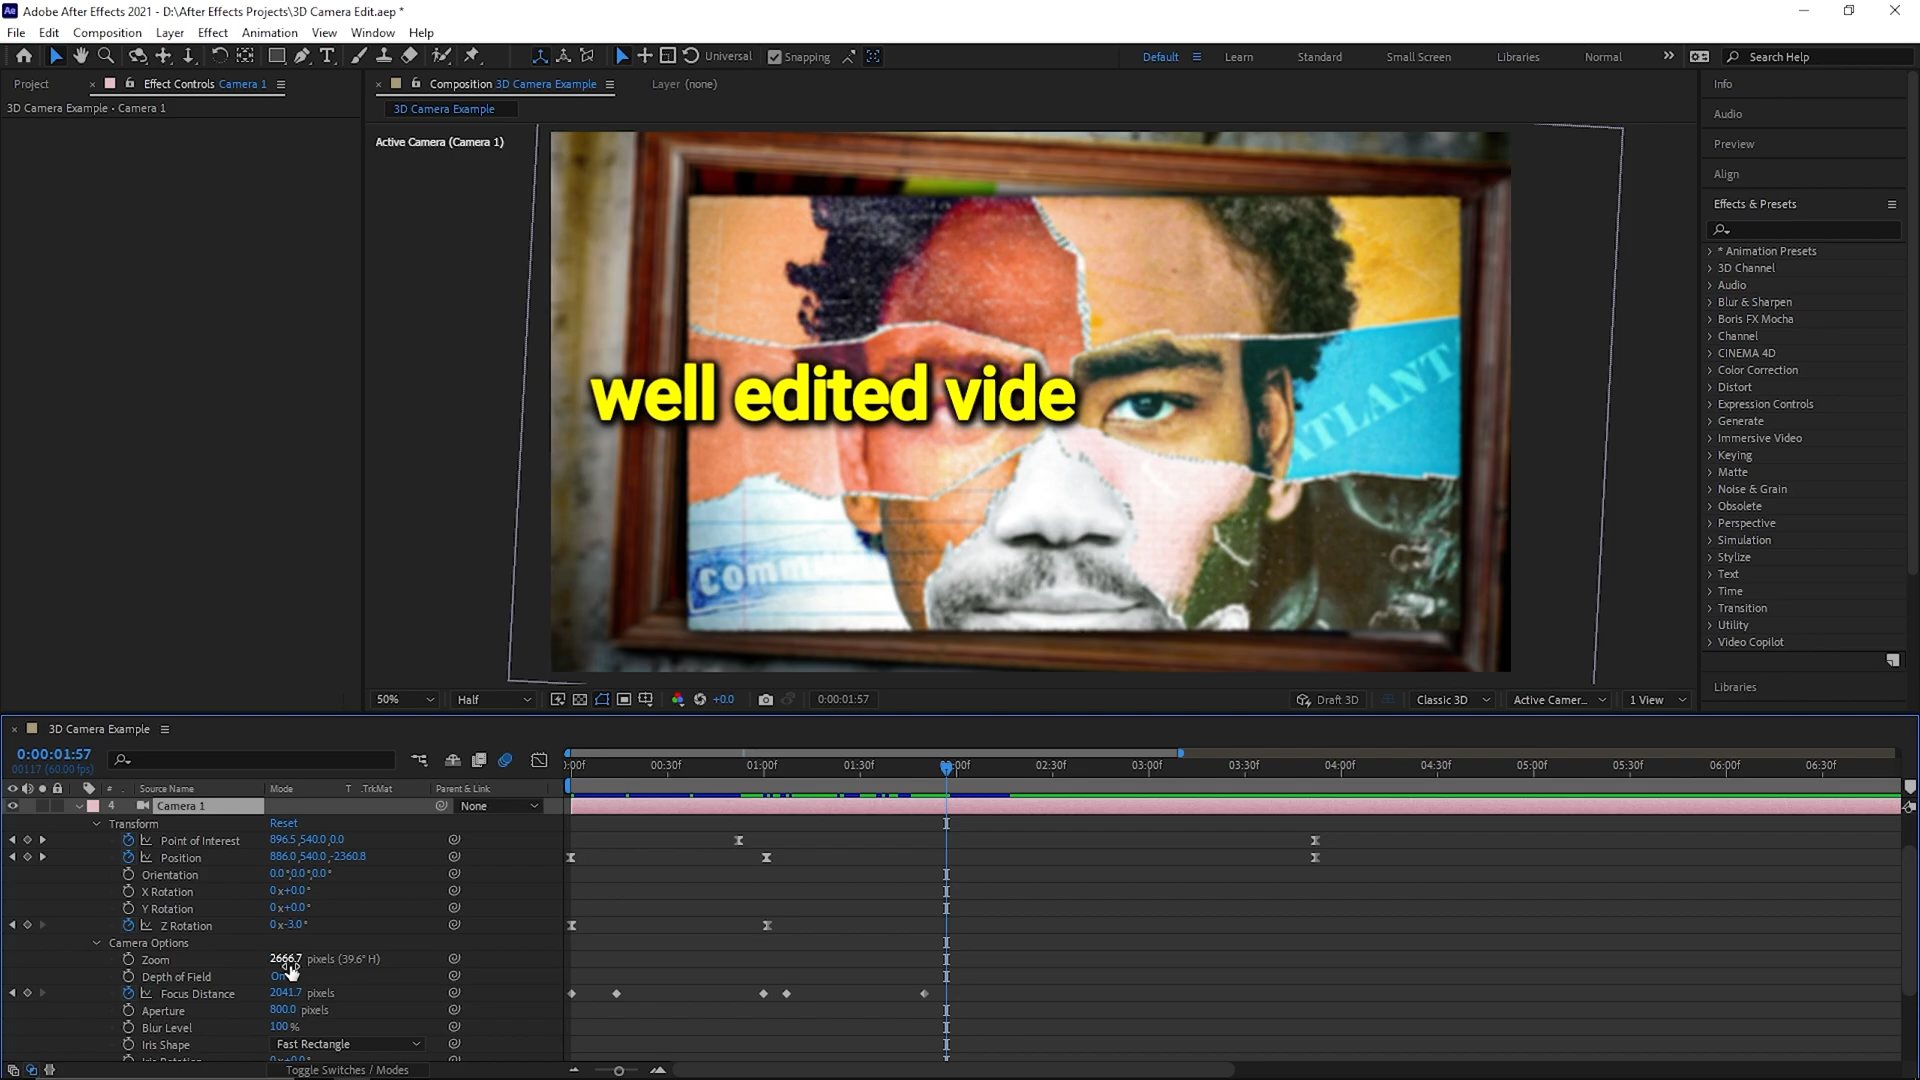 Adobe After Effects 2021 - D:\After Effects Projects\3D Camera Edit.aep *
File Edit Composition Layer Effect Animation View Window Help
Universal Snapping Default Learn Standard Small Screen Libraries Normal Search Help
Project Effect Controls Camera 1 Composition 3D Camera Example Layer (none) Info
3D Camera Example • Camera 1 3D Camera Example
Audio
Active Camera (Camera 1)
Preview
Align
Effects & Presets
* Animation Presets
3D Channel
Audio
Blur & Sharpen
Boris FX Mocha
Channel
CINEMA 4D
Color Correction
Distort
Expression Controls
Generate
Immersive Video
Keying
Matte
Noise & Grain
Obsolete
Perspective
Simulation
Stylize
Text
Time
Transition
Utility
Video Copilot
Libraries
ATLANT
well edited vide
comm
50% Half +0.0 0:00:01:57 Draft 3D Classic 3D Active Camer... 1 View
3D Camera Example
0:00:01:57
00117 (60.00 fps)
):00f 00:30f 01:00f 01:30f 02:30f 03:00f 03:30f 04:00f 04:30f 05:00f 05:30f 06:00f 06:30f
# Source Name Mode T .TrkMat Parent & Link
4 Camera 1 None
Transform Reset
Point of Interest 896.5,540.0,0.0
Position 886.0,540.0,-2360.8
Orientation 0.0°,0.0°,0.0°
X Rotation 0x+0.0°
Y Rotation 0x+0.0°
Z Rotation 0x-3.0°
Camera Options
Zoom 2666.7 pixels (39.6° H)
Depth of Field On
Focus Distance 2041.7 pixels
Aperture 800.0 pixels
Blur Level 100%
Iris Shape Fast Rectangle
Toggle Switches / Modes